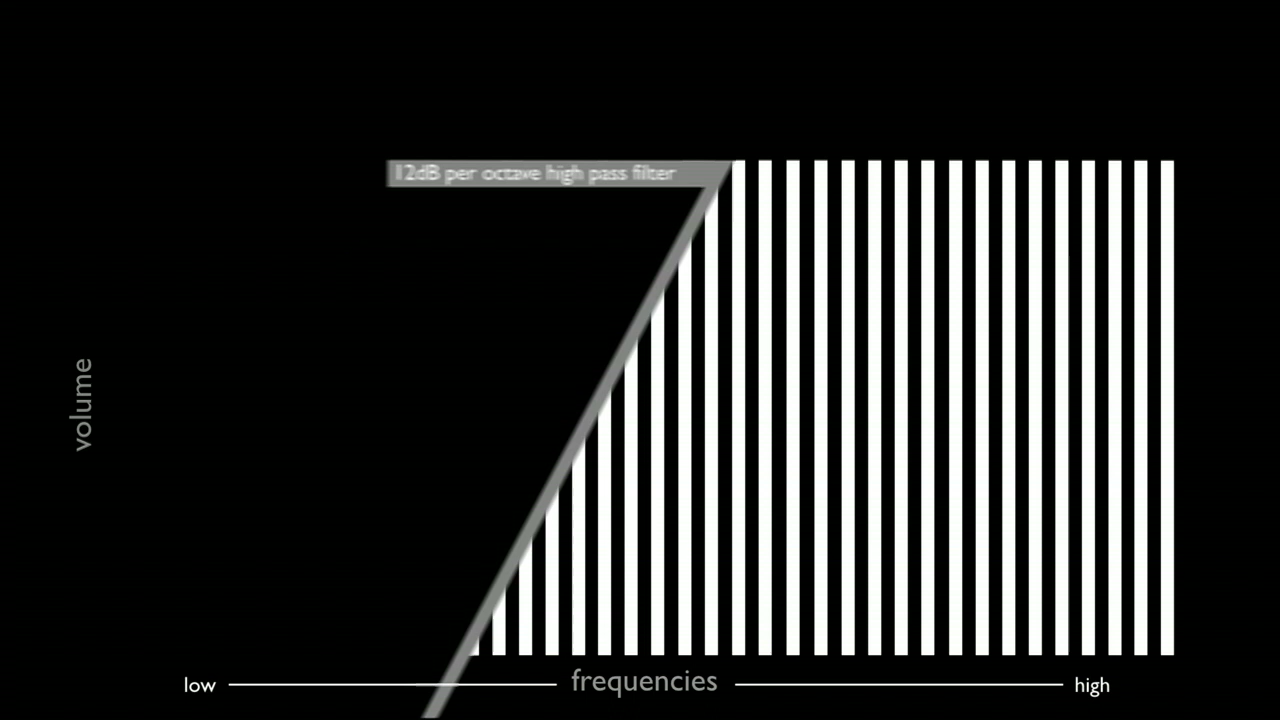 12dB per octave high pass filter
volume
low
frequencies
high